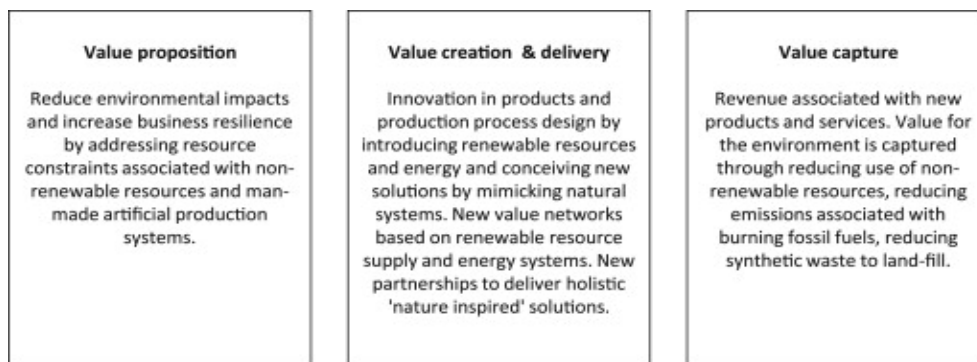 Value proposition
Reduce environmental impacts
and increase business resilience
by addressing resource
constraints associated with non-
renewable resources and man-
made artificial production
systems.
Value creation & delivery
Innovation in products and
production process design by
introducing renewable resources
and energy and conceiving new
solutions by mimicking natural
systems. New value networks
based on renewable resource
supply and energy systems. New
partnerships to deliver holistic
'nature inspired' solutions.
Value capture
Revenue associated with new
products and services. Value for
the environment is captured
through reducing use of non-
renewable resources, reducing
emissions associated with
burning fossil fuels, reducing
synthetic waste to land-fill.